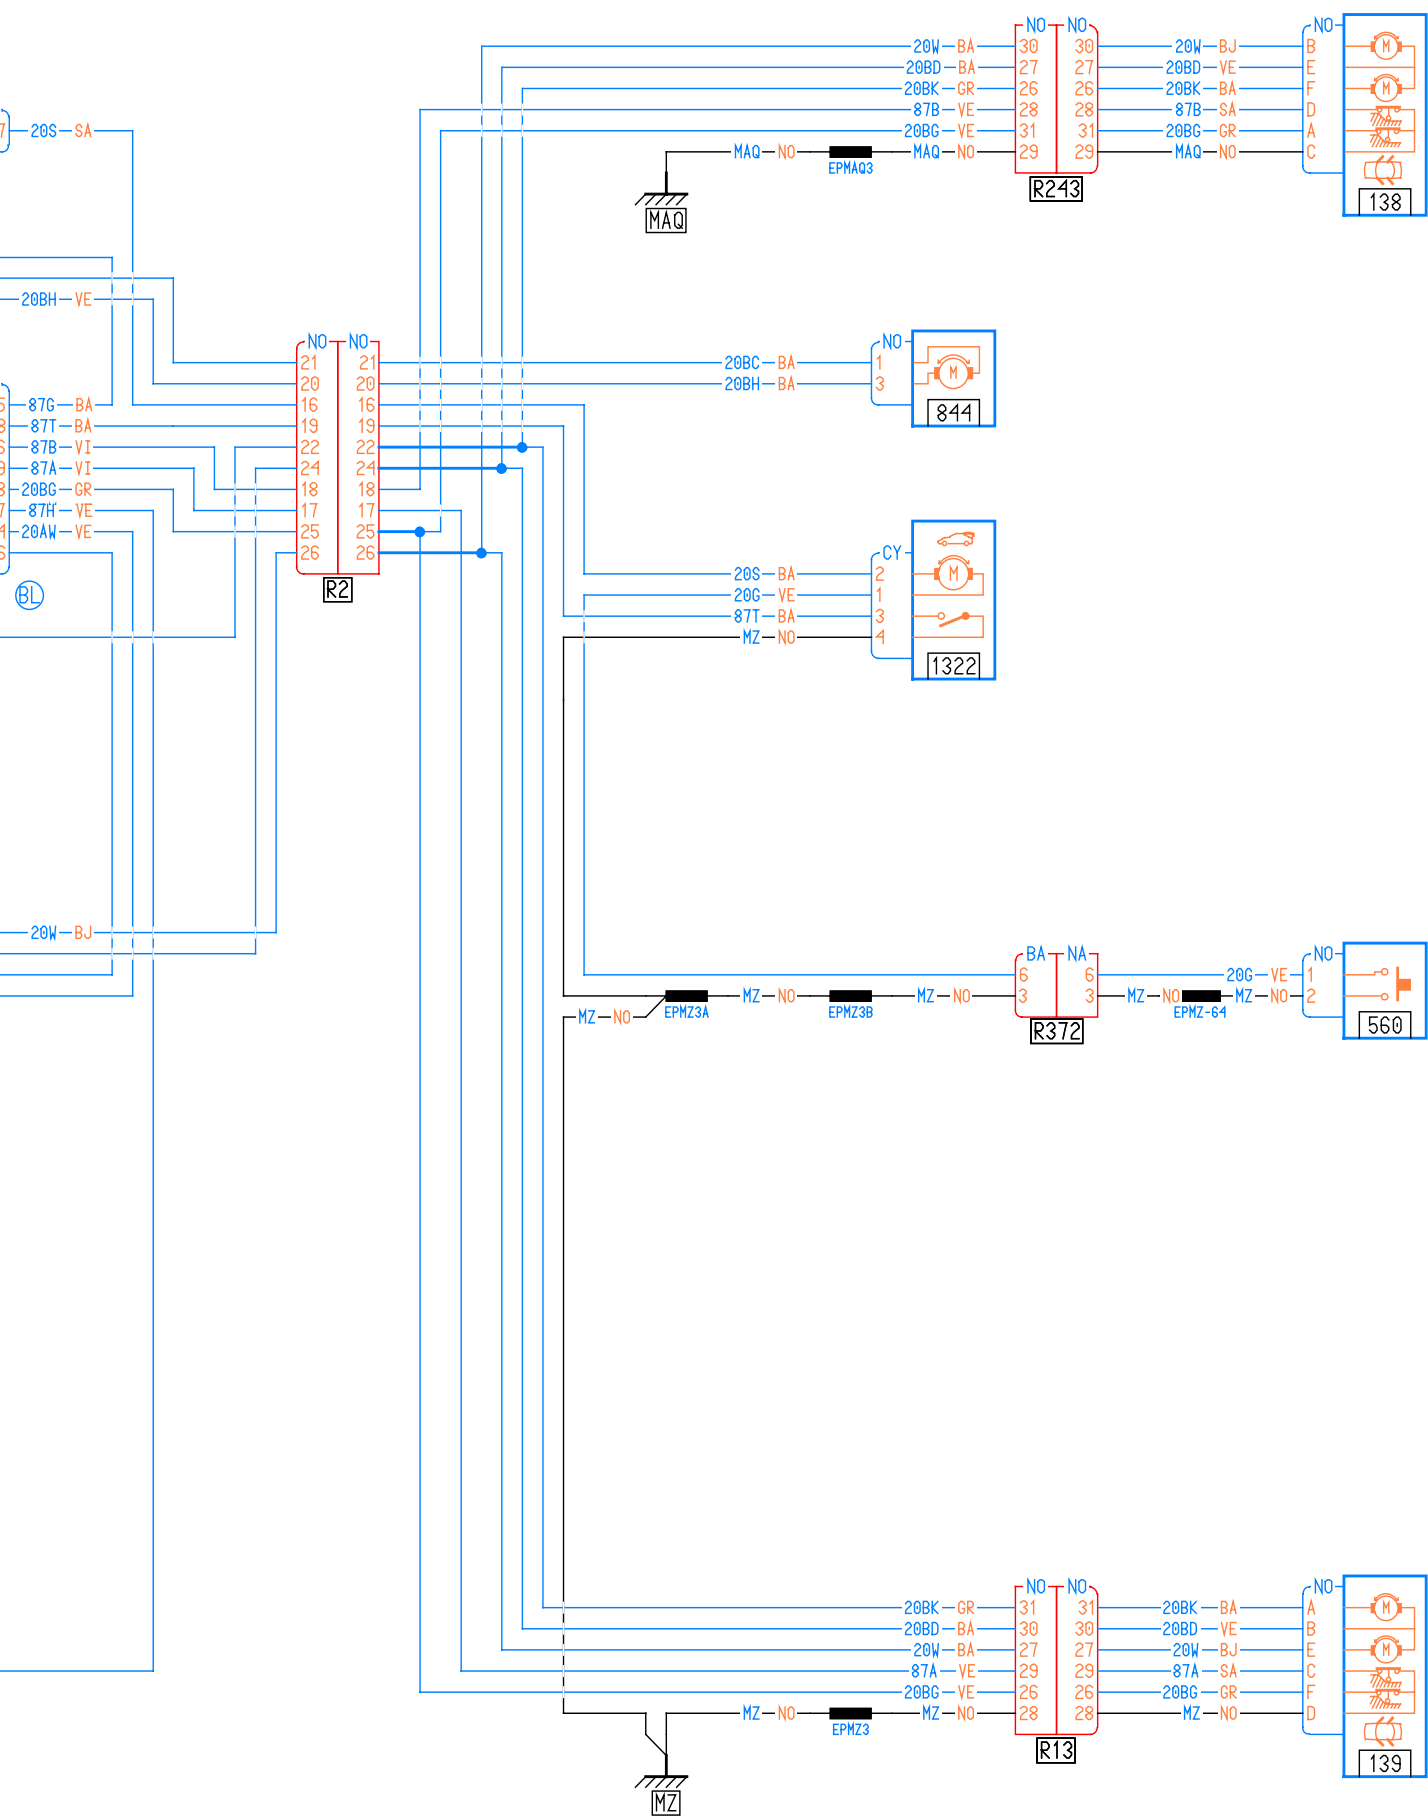 NO NO NO
20W BA 30 30 20W BJ B M
20BD BA 27 27 20BD VE E
20BK GR 26 26 20BK BA F M
87B VE 28 28 87B SA D
7 20S SA 20BG VE 31 31 20BG GR A
MAQ NO MAQ NO 29 29 MAQ NO C
EPMAQ3
R243 138
MAQ
20BH VE
NO NO NO
21 21 20BC BA 1 M
20 20 20BH BA 3
5 87G BA 16 16
844
8 87T BA 19 19
6 87B VI 22 22
9 87A VI 24 24
8 20BG GR 18 18
7 87H VE 17 17
4 20AW VE 25 25
6 26 26 CY
20S BA 2 M
BL R2 20G VE 1
87T BA 3
MZ NO 4
1322
20W BJ
BA NA NO
6 6 20G VE 1
MZ NO MZ NO 3 3 MZ NO MZ NO 2
EPMZ3A EPMZ3B EPMZ-64
MZ NO
R372 560
NO NO NO
20BK GR 31 31 20BK BA A M
20BD BA 30 30 20BD VE B
20W BA 27 27 20W BJ E M
87A VE 29 29 87A SA C
20BG VE 26 26 20BG GR F
MZ NO MZ NO 28 28 MZ NO D
EPMZ3
R13 139
MZ